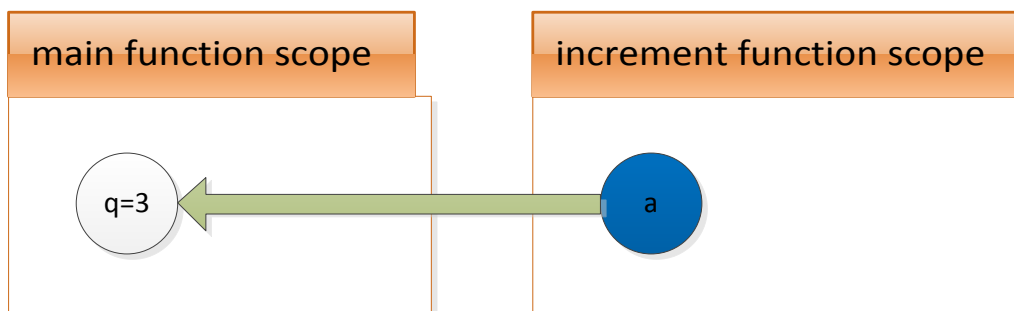 main function scope
increment function scope
q=3
a